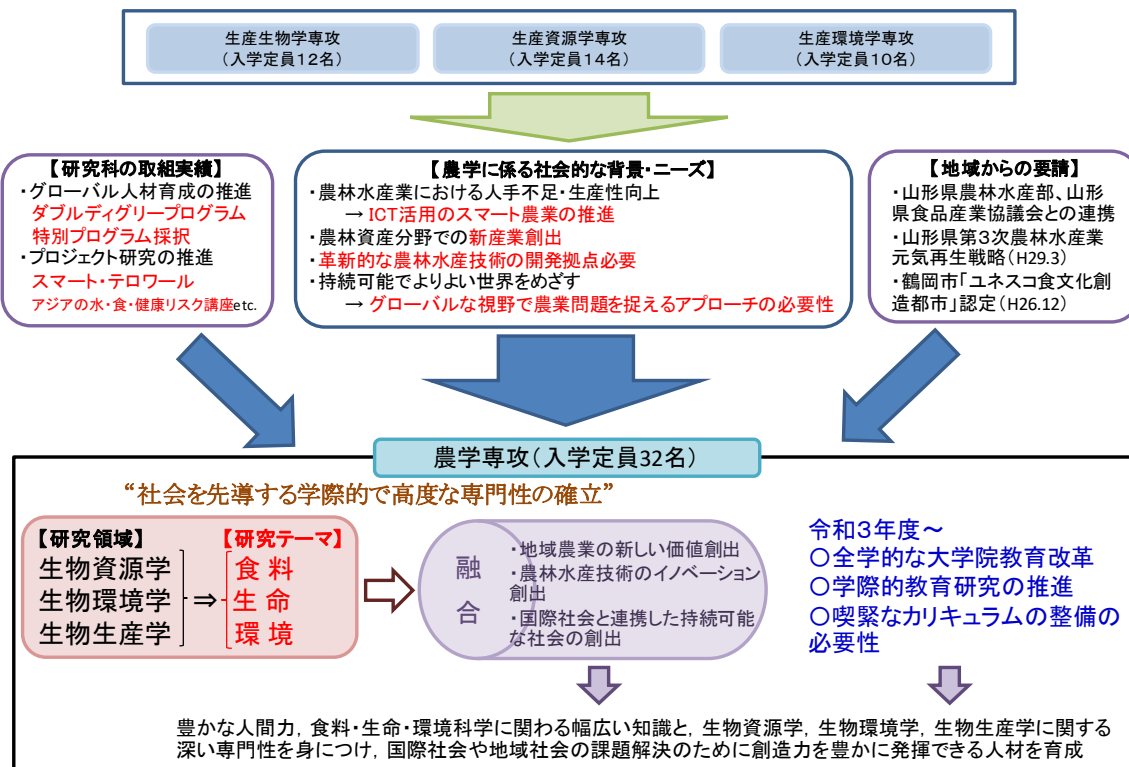 生産生物学専攻
（入学定員１２名）
生産資源学専攻
（入学定員１４名）
生産環境学専攻
（入学定員１０名）
【研究科の取組実績】
・グローバル人材育成の推進
ダブルディグリープログラム
特別プログラム採択
・プロジェクト研究の推進
スマート・テロワール
アジアの水・食・健康リスク講座etc.
【農学に係る社会的な背景・ニーズ】
・農林水産業における人手不足・生産性向上
→ ICT活用のスマート農業の推進
・農林資産分野での新産業創出
・革新的な農林水産技術の開発拠点必要
・持続可能でよりよい世界をめざす
→ グローバルな視野で農業問題を捉えるアプローチの必要性
【地域からの要請】
・山形県農林水産部、山形
県食品産業協議会との連携
・山形県第３次農林水産業
元気再生戦略（H29.3）
・鶴岡市「ユネスコ食文化創
造都市」認定（H26.12）
農学専攻（入学定員32名）
“社会を先導する学際的で高度な専門性の確立”
【研究領域】
生物資源学
生物環境学
生物生産学
⇒
【研究テーマ】
食 料
生 命
環 境
融
合
・地域農業の新しい価値創出
・農林水産技術のイノベーション
創出
・国際社会と連携した持続可能
な社会の創出
令和３年度～
〇全学的な大学院教育改革
〇学際的教育研究の推進
〇喫緊なカリキュラムの整備の
必要性
豊かな人間力，食料・生命・環境科学に関わる幅広い知識と，生物資源学，生物環境学，生物生産学に関する
深い専門性を身につけ，国際社会や地域社会の課題解決のために創造力を豊かに発揮できる人材を育成